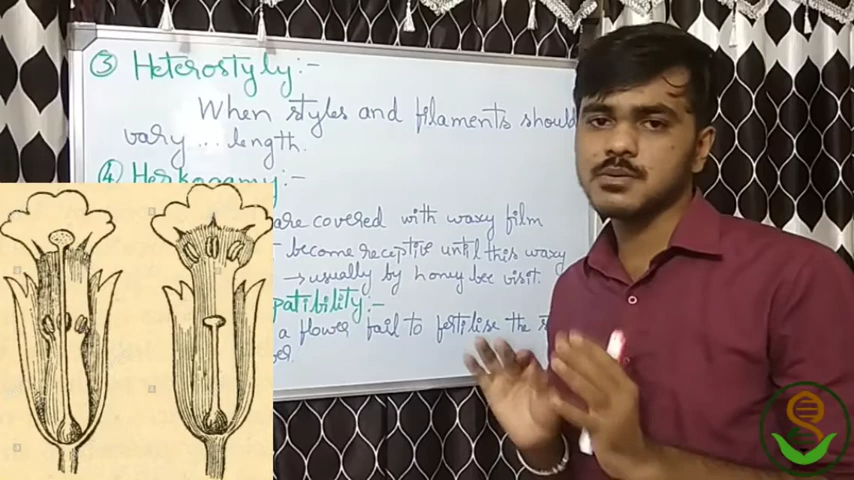 ③ Heterostyly:-
When styles and filaments should
vary ... length.
④ Herkogamy :-
are covered with waxy film
become receptive until this waxy
→ usually by honey bee visit.
patibility:-
a flower fail to fertilise the